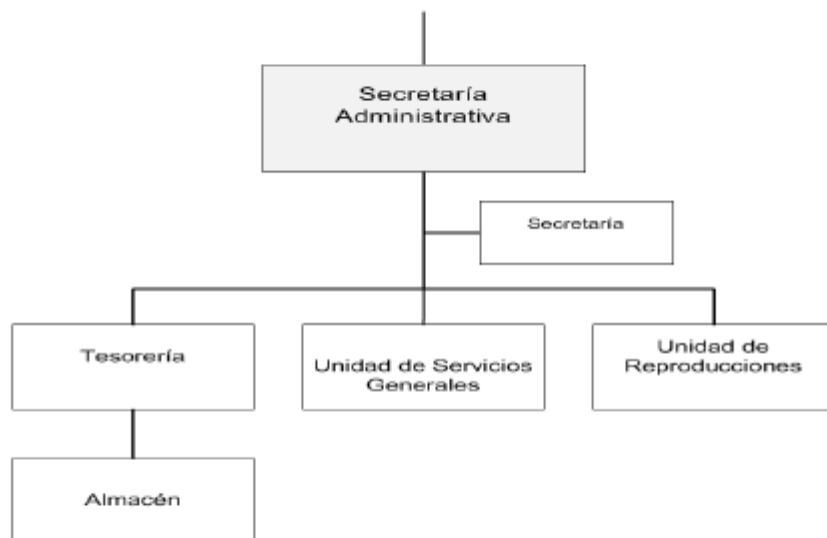 Secretaría
Administrativa
Secretaría
Tesorería
Unidad de Servicios
Generales
Unidad de
Reproducciones
Almacén